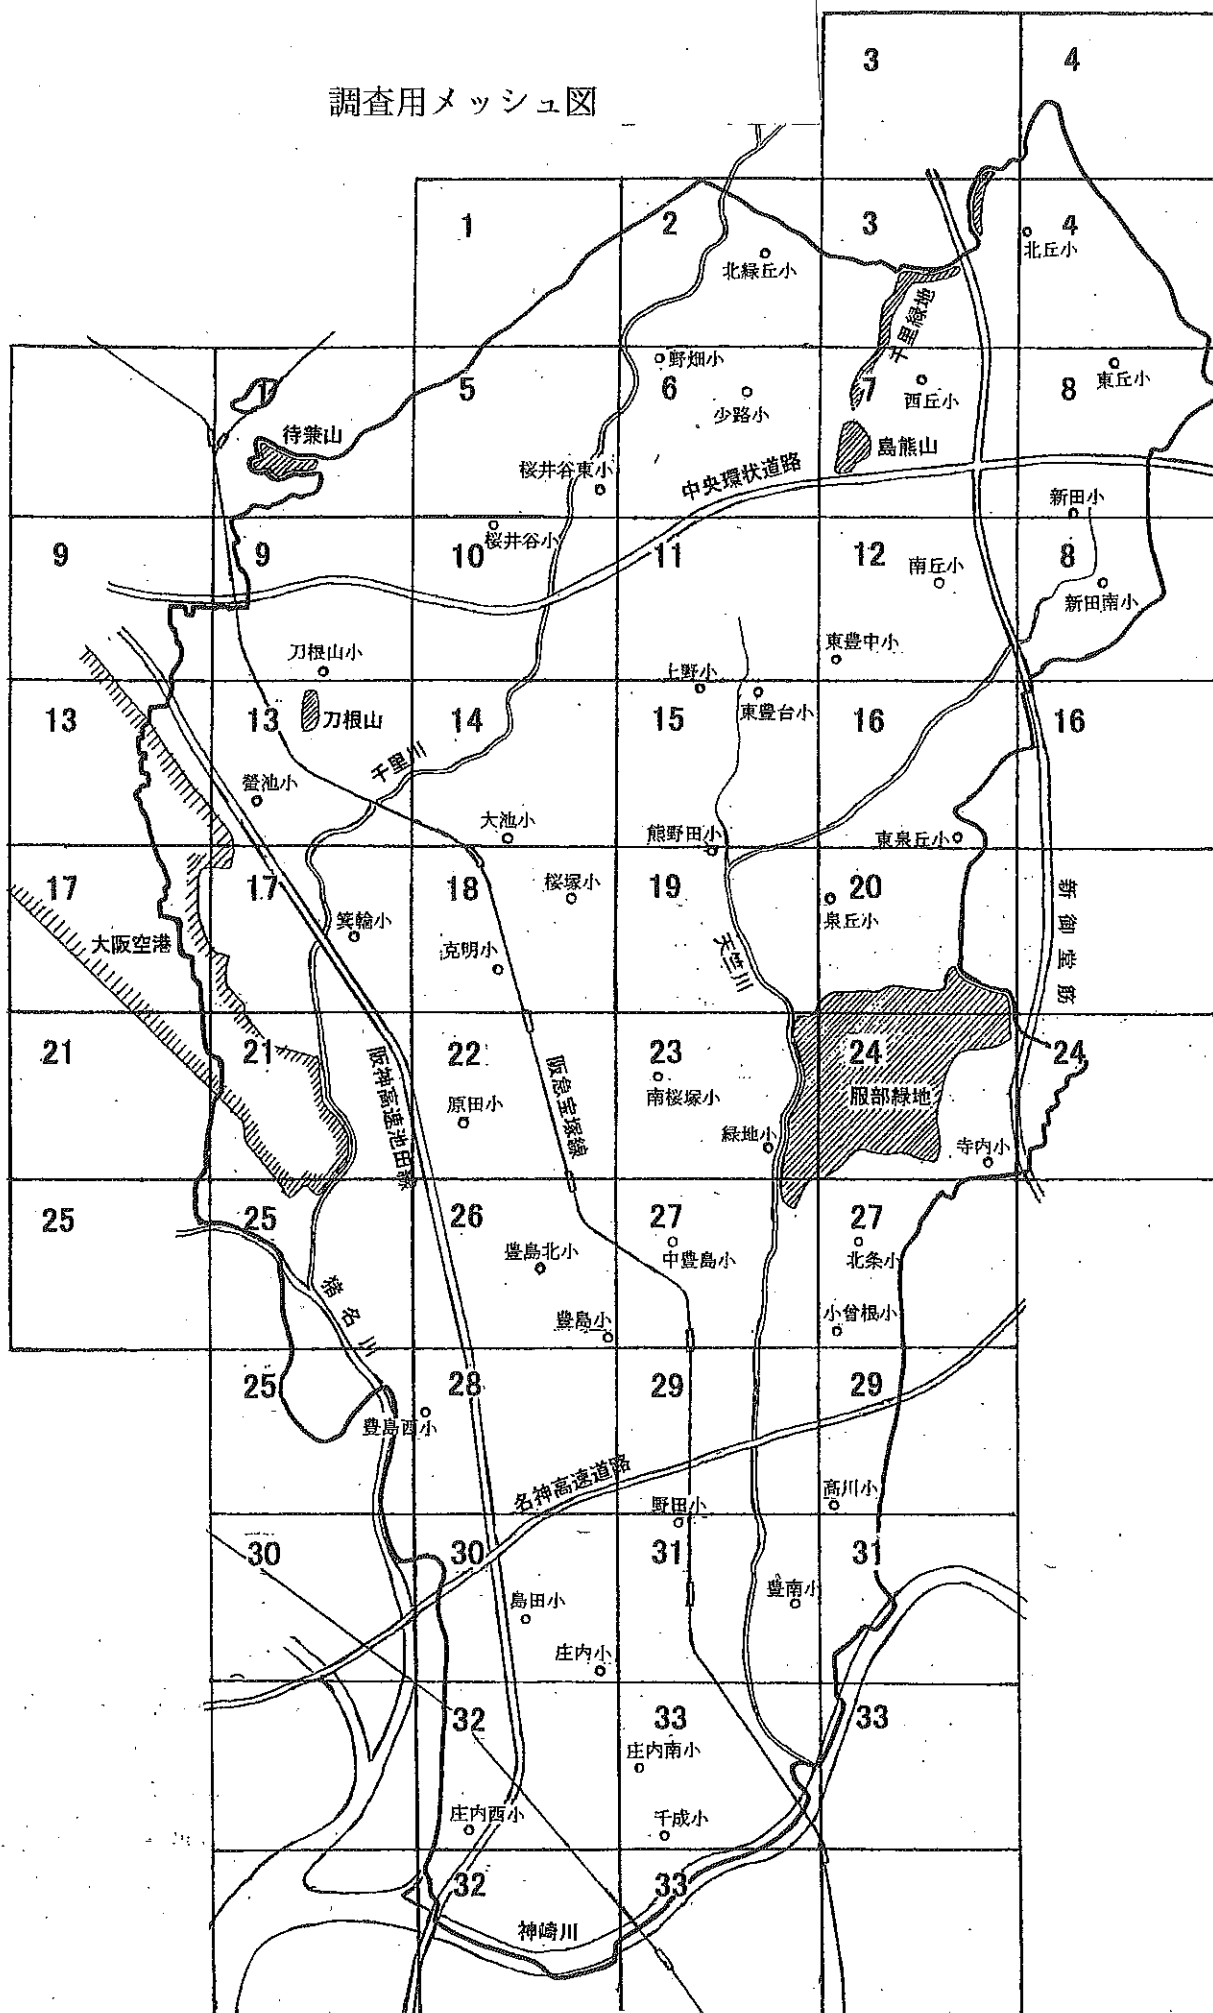 調査用メッシュ図
3
4
1
2
3
4
北緑丘小
北丘小
千里緑地
1
5
野畑小
6
少路小
7
西丘小
8
東丘小
待兼山
島熊山
桜井谷東小
中央環状道路
新田小
9
9
10
桜井谷小
11
12
南丘小
8
新田南小
刀根山小
東豊中小
上野小
13
13
刀根山
14
15
東豊台小
16
16
千里川
螢池小
大池小
熊野田小
東泉丘小
17
17
18
桜塚小
19
20
泉丘小
新御堂筋
大阪空港
箕輪小
克明小
天竺川
21
21
阪神高速池田線
22
原田小
阪急宝塚線
23
南桜塚小
緑地小
24
服部緑地
24
寺内小
25
25
26
豊島北小
27
中豊島小
27
北条小
猪名川
豊島小
小曽根小
25
28
29
29
豊島西小
名神高速道路
野田小
高川小
30
30
31
31
島田小
豊南小
庄内小
32
33
33
庄内南小
庄内西小
千成小
32
33
神崎川